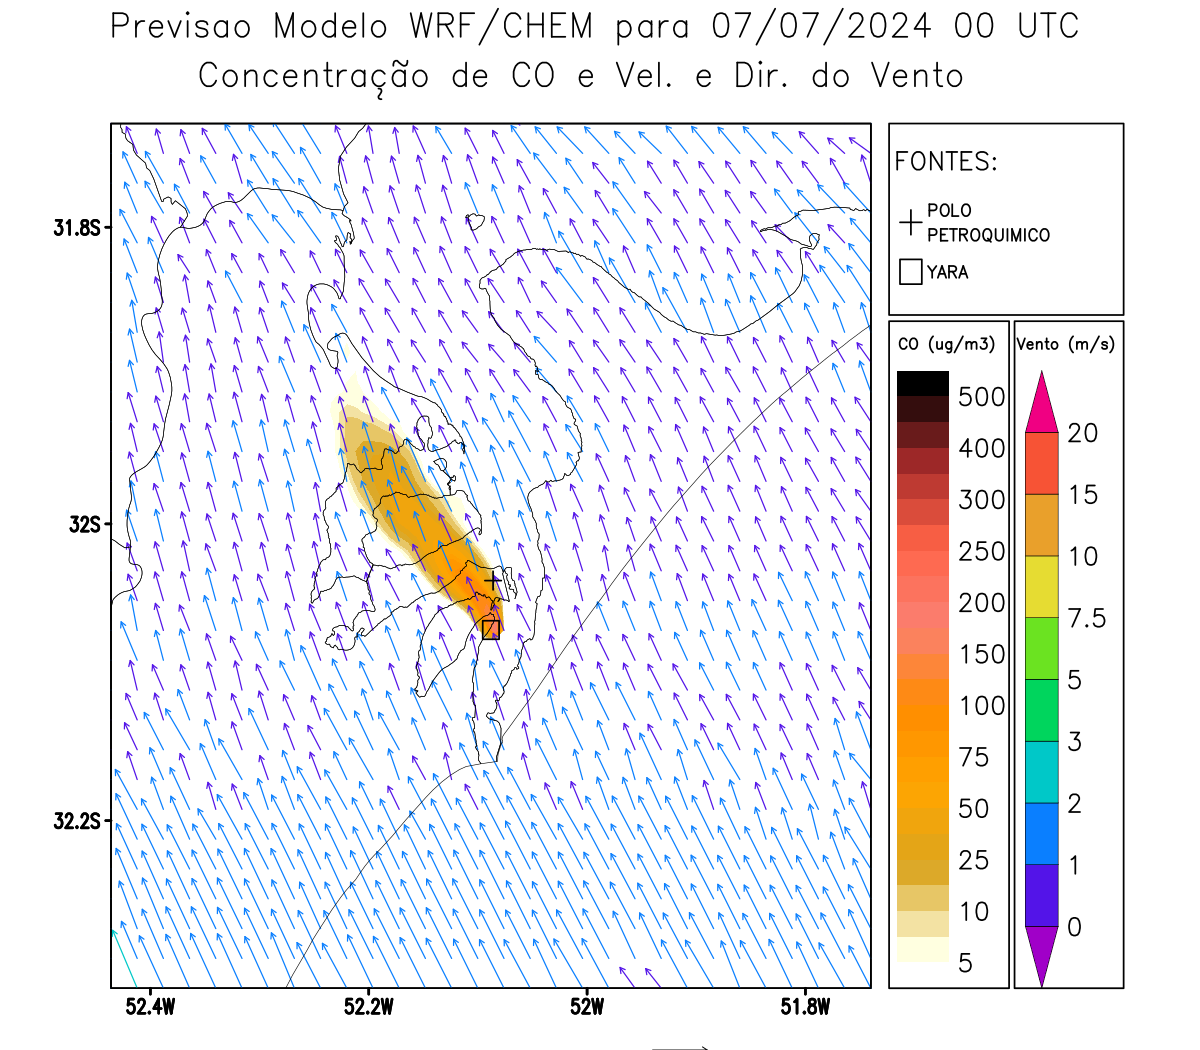 Previsao Modelo WRF/CHEM para 07/07/2024 00 UTC
Concentração de CO e Vel. e Dir. do Vento
FONTES:
POLO
PETROQUIMICO
YARA
31.8S
32S
32.2S
52.4W
52.2W
52W
51.8W
CO (ug/m3)
500
400
300
250
200
150
100
75
50
25
10
5
Vento (m/s)
20
15
10
7.5
5
3
2
1
0